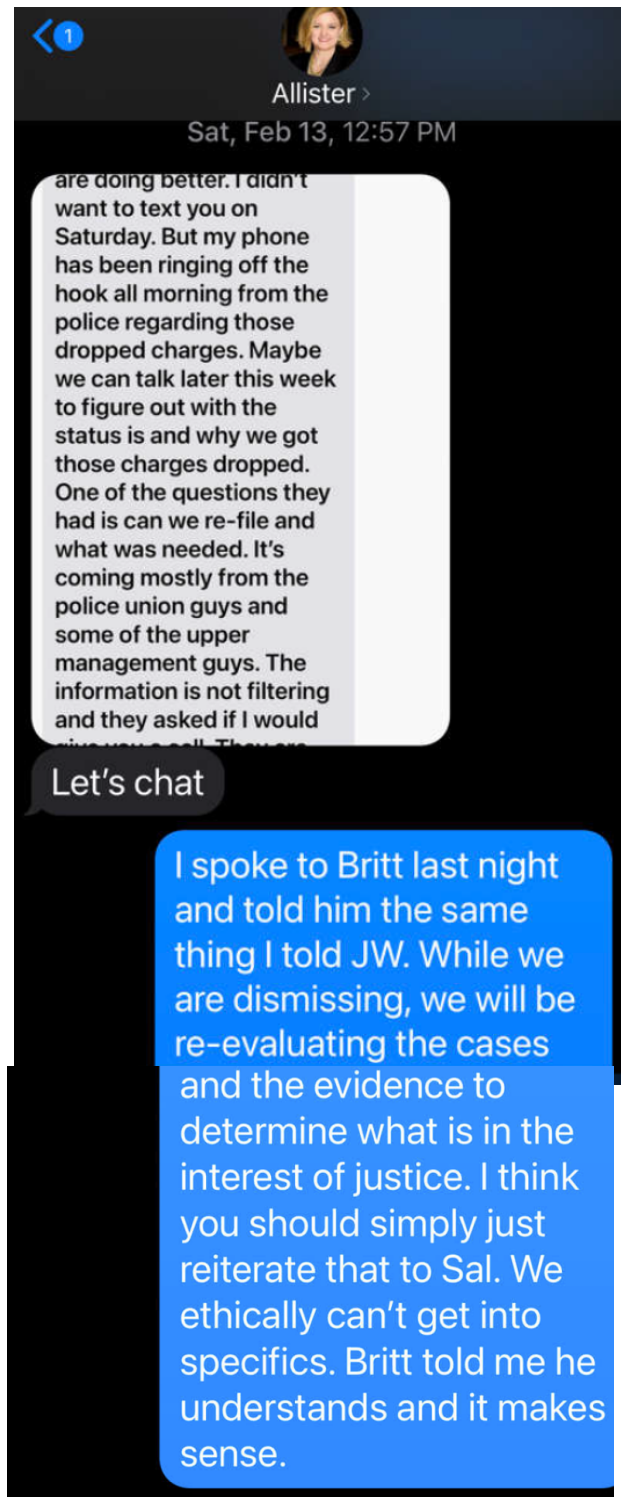 1
Allister >
Sat, Feb 13, 12:57 PM
are doing better. I didn't
want to text you on
Saturday. But my phone
has been ringing off the
hook all morning from the
police regarding those
dropped charges. Maybe
we can talk later this week
to figure out with the
status is and why we got
those charges dropped.
One of the questions they
had is can we re-file and
what was needed. It's
coming mostly from the
police union guys and
some of the upper
management guys. The
information is not filtering
and they asked if I would
Let's chat
I spoke to Britt last night
and told him the same
thing I told JW. While we
are dismissing, we will be
re-evaluating the cases
and the evidence to
determine what is in the
interest of justice. I think
you should simply just
reiterate that to Sal. We
ethically can't get into
specifics. Britt told me he
understands and it makes
sense.